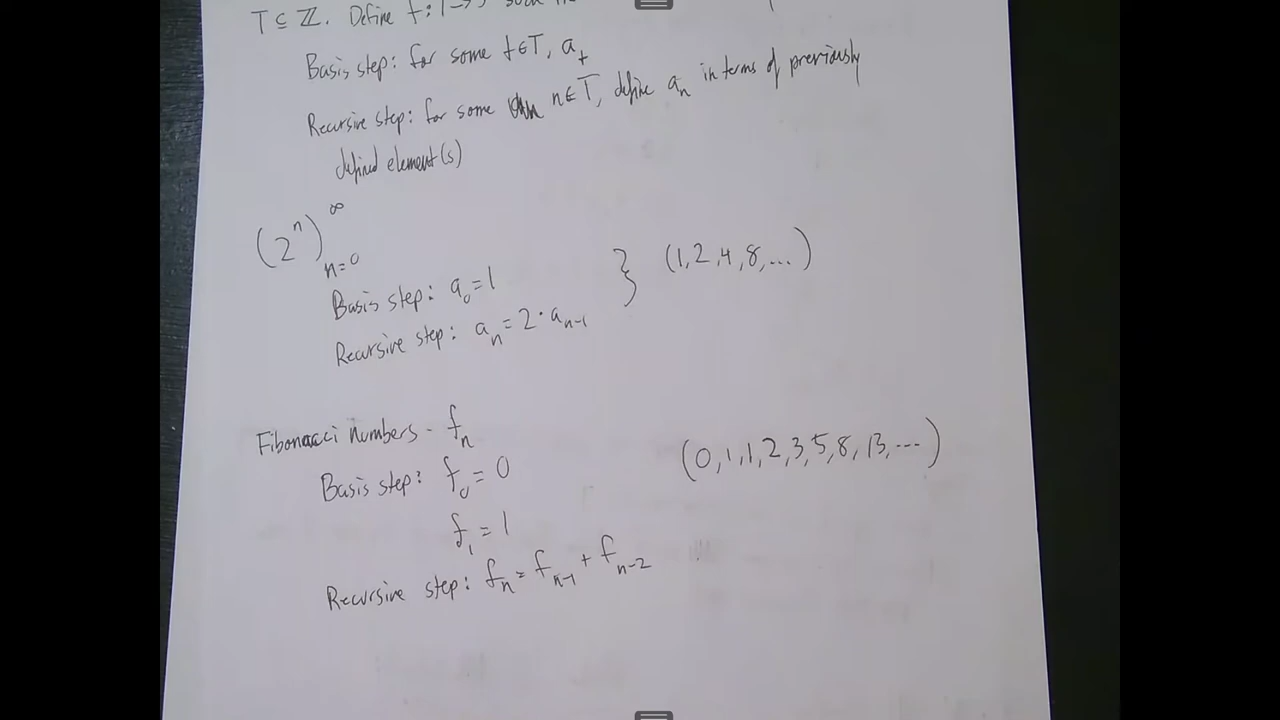 T ⊆ ℤ. Define f: T → S such
Basis step: for some t∈T, a_t
Recursive step: for some n∈T, define a_n in terms of previously
defined element(s)
(2^n)_{n=0}^∞
Basis step: a_0 = 1
Recursive step: a_n = 2·a_{n-1}
} (1,2,4,8,...)
Fibonacci Numbers - f_n
Basis step: f_0 = 0
(0,1,1,2,3,5,8,13,...)
f_1 = 1
Recursive step: f_n = f_{n-1} + f_{n-2}